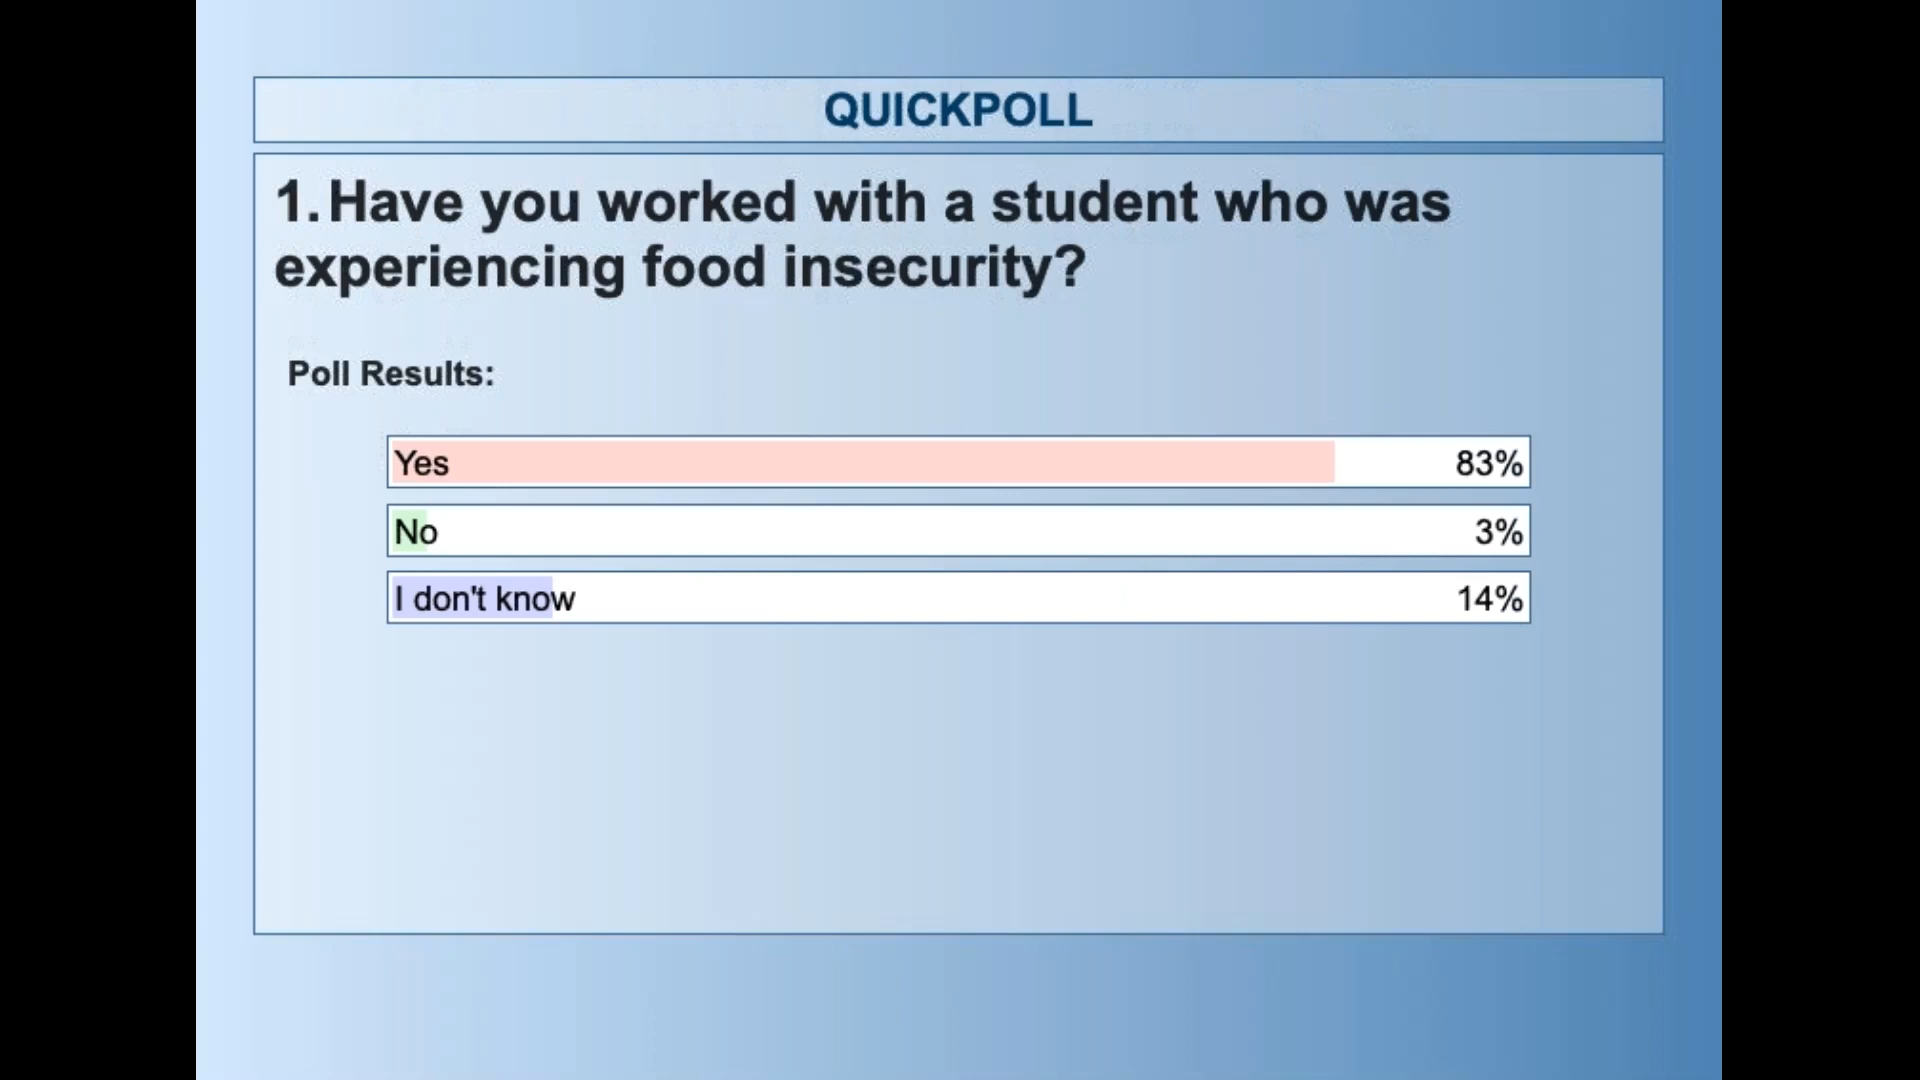 QUICKPOLL
1. Have you worked with a student who was
experiencing food insecurity?
Poll Results:
Yes 83%
No 3%
I don't know 14%